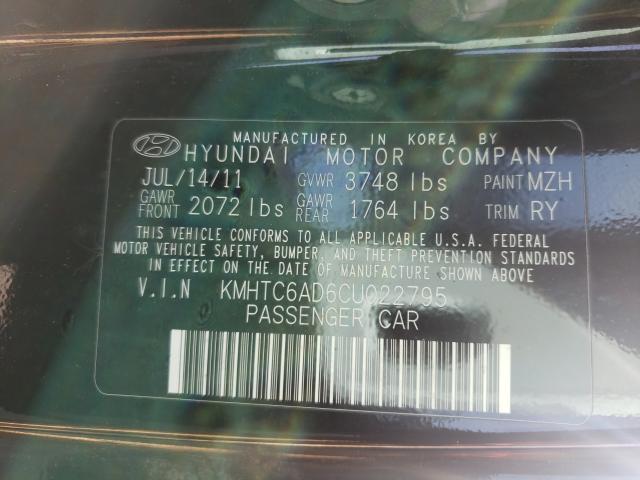 MANUFACTURED IN KOREA BY
HYUNDAI MOTOR COMPANY
JUL/14/11 GVWR 3748 lbs PAINT MZH
GAWR FRONT 2072 lbs GAWR REAR 1764 lbs TRIM RY
THIS VEHICLE CONFORMS TO ALL APPLICABLE U.S.A. FEDERAL
MOTOR VEHICLE SAFETY, BUMPER, AND THEFT PREVENTION STANDARDS
IN EFFECT ON THE DATE OF MANUFACTURE SHOWN ABOVE.
V.I.N KMHTC6AD6CU022795
PASSENGER CAR